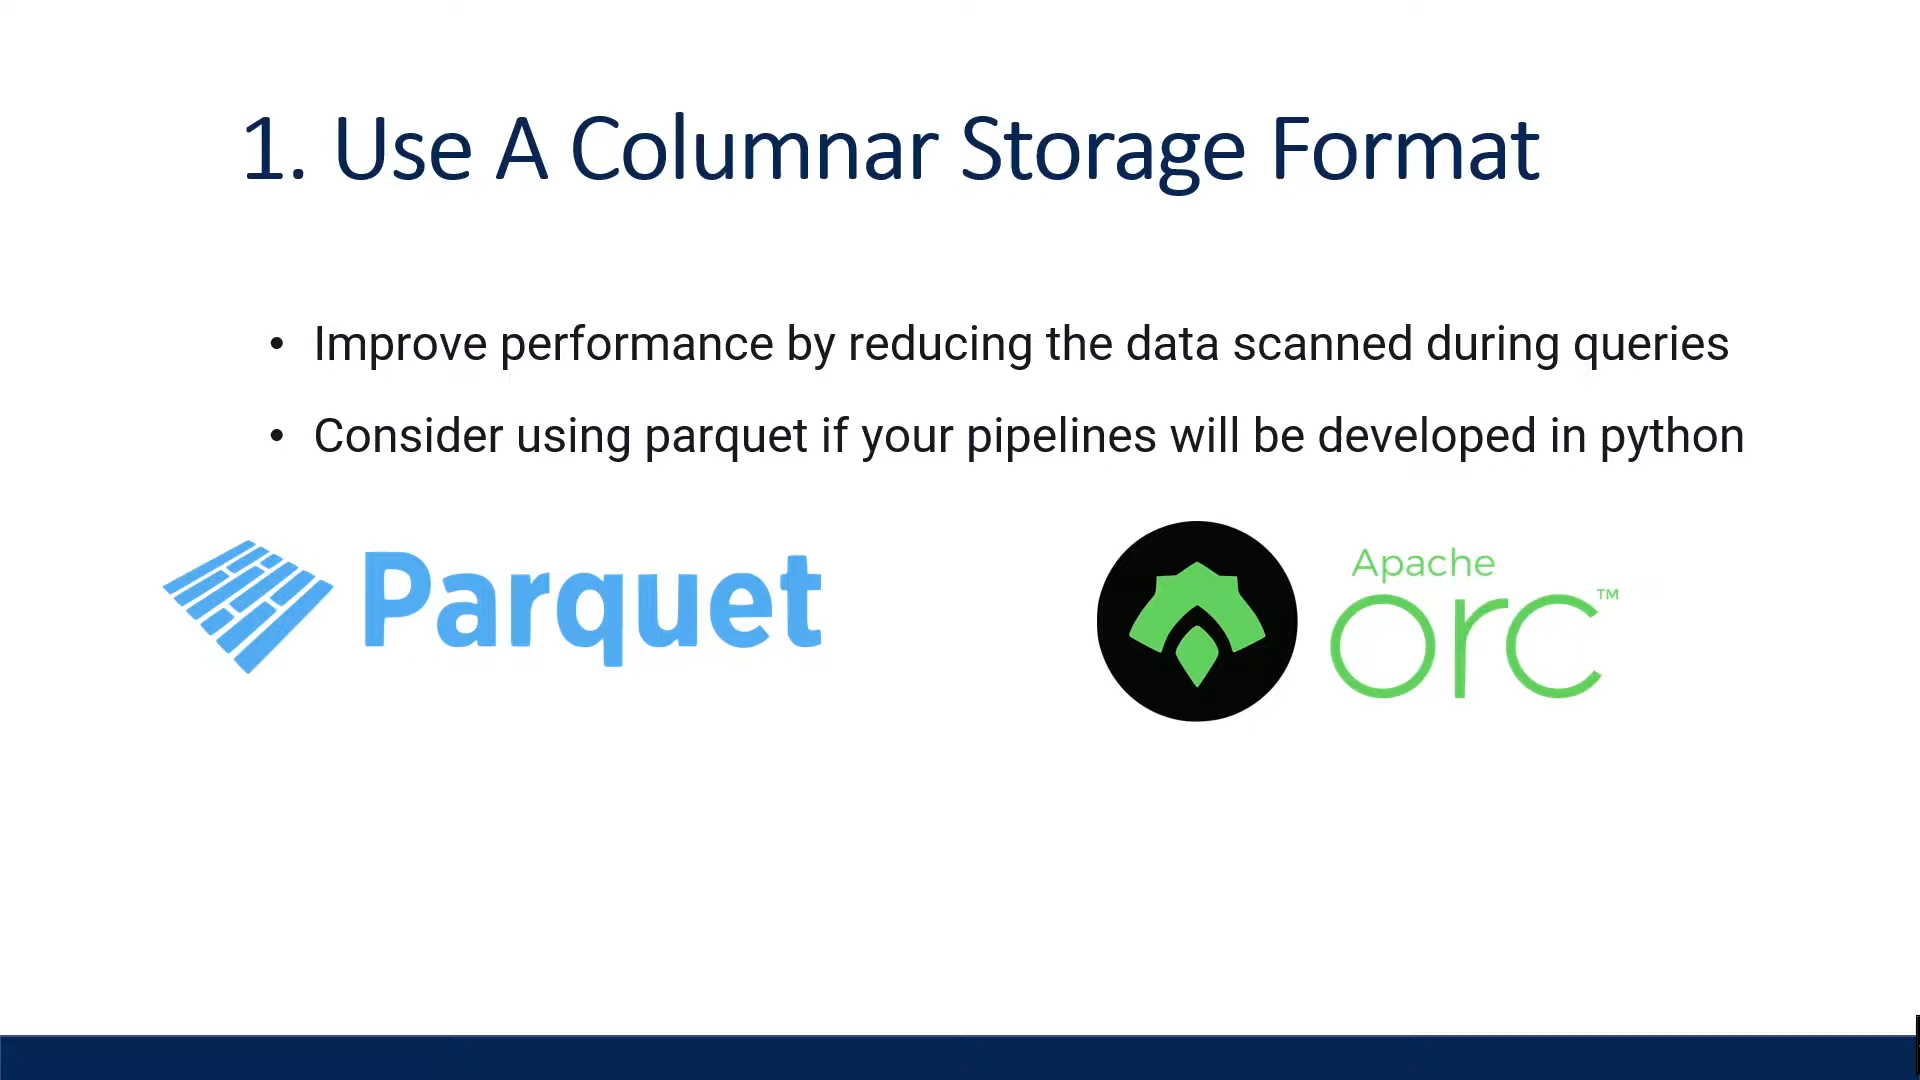 1. Use A Columnar Storage Format
• Improve performance by reducing the data scanned during queries
• Consider using parquet if your pipelines will be developed in python
Parquet
Apache
orc™